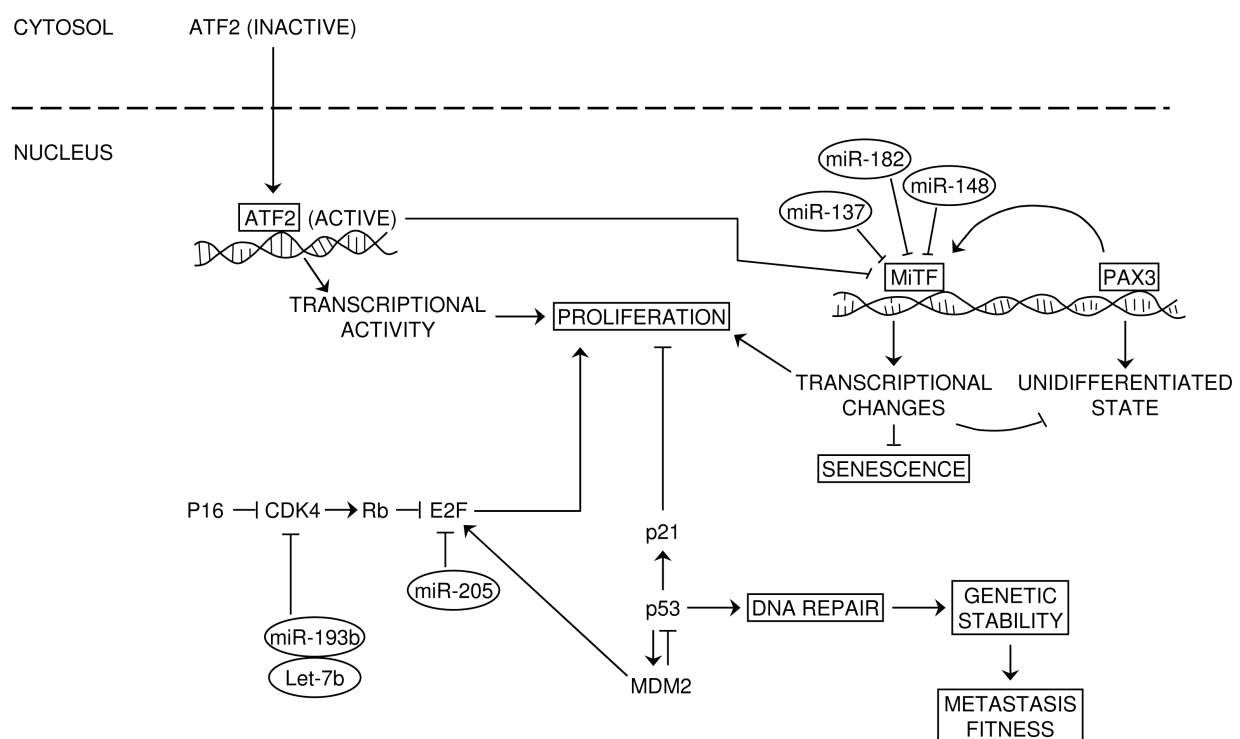 CYTOSOL
ATF2 (INACTIVE)
NUCLEUS
miR-182
miR-148
miR-137
ATF2 (ACTIVE)
MiTF
PAX3
TRANSCRIPTIONAL
ACTIVITY
PROLIFERATION
TRANSCRIPTIONAL
CHANGES
UNIDIFFERENTIATED
STATE
SENESCENCE
P16
CDK4
Rb
E2F
p21
miR-205
p53
DNA REPAIR
GENETIC
STABILITY
miR-193b
Let-7b
MDM2
METASTASIS
FITNESS